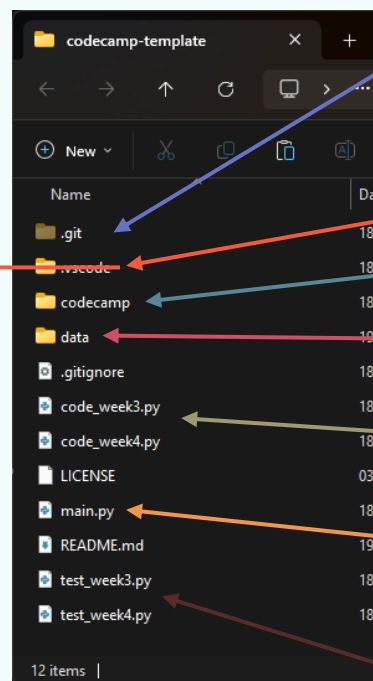 codecamp-template
New
Name
Da
.git
18
.vscode
18
codecamp
18
data
19
.gitignore
18
code_week3.py
18
code_week4.py
18
LICENSE
03
main.py
18
README.md
19
test_week3.py
18
test_week4.py
18
12 items